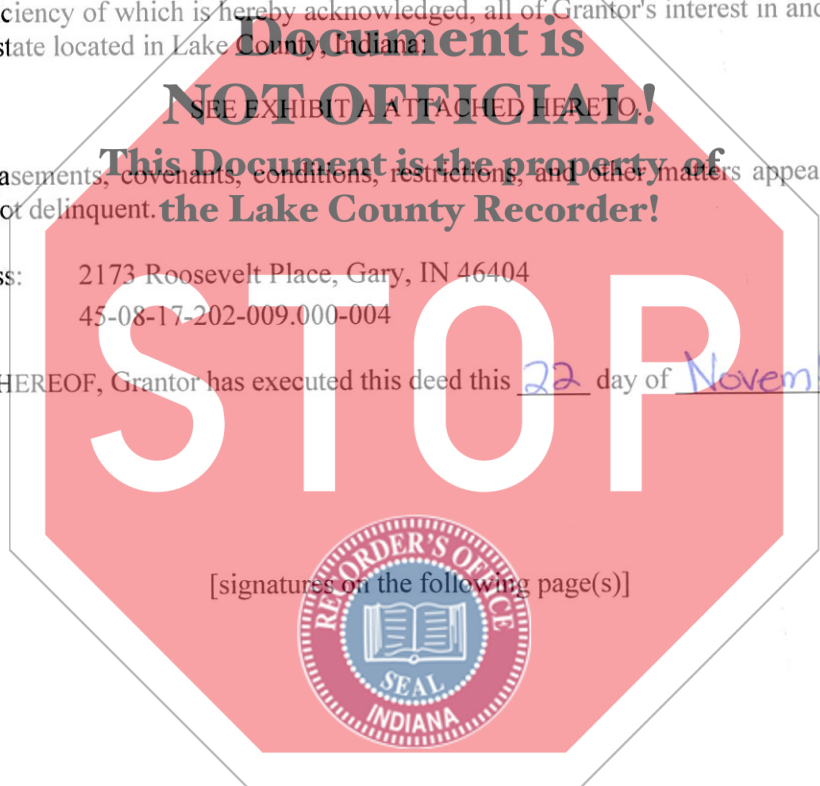 ciency of which is hereby acknowledged, all of Grantor's interest in and
state located in Lake County, Indiana:
Document is
NOT OFFICIAL!
SEE EXHIBIT A ATTACHED HERETO.
This Document is the property of
asements, covenants, conditions, restrictions, and other matters appea
ot delinquent.
the Lake County Recorder!
ss: 2173 Roosevelt Place, Gary, IN 46404
45-08-17-202-009.000-004
STOP
HEREOF, Grantor has executed this deed this 22 day of Novem
[signatures on the following page(s)]
RECORDER'S OFFICE
SEAL
INDIANA